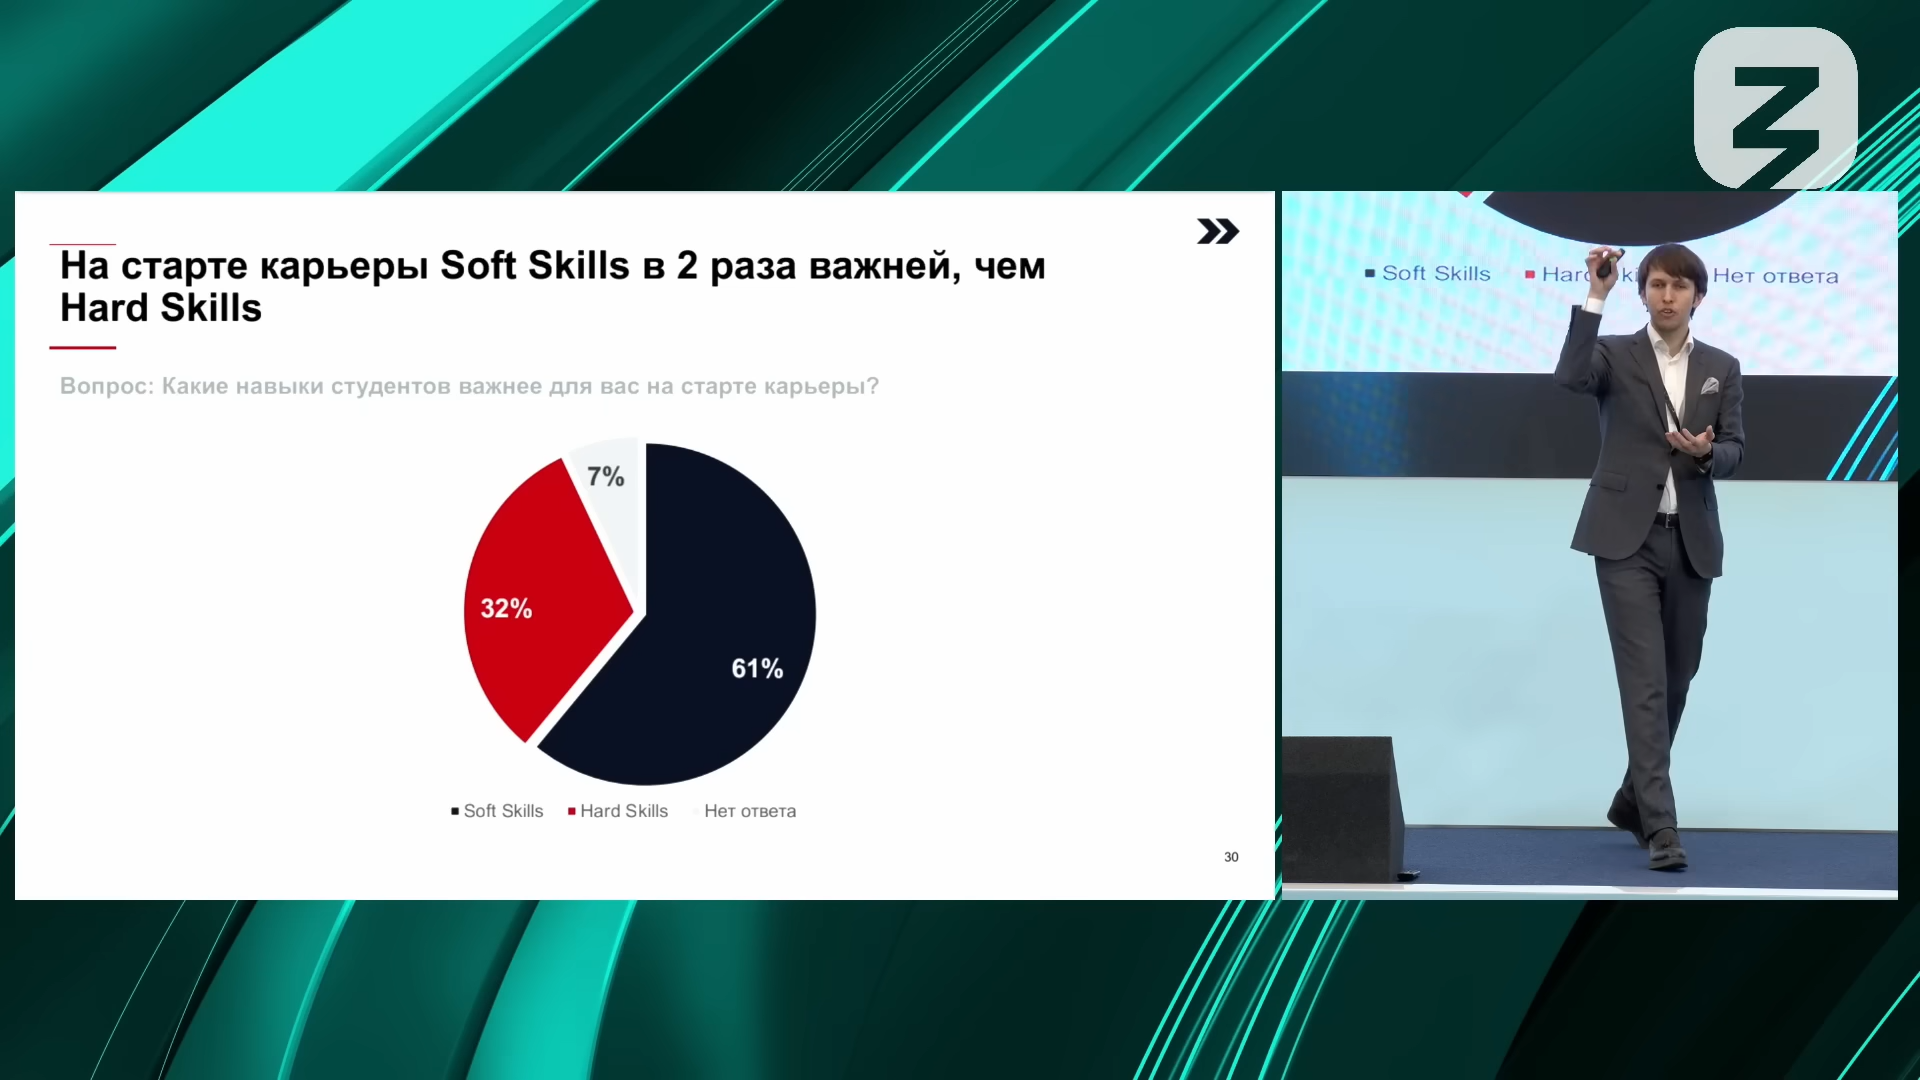 На старте карьеры Soft Skills в 2 раза важней, чем
Hard Skills
Вопрос: Какие навыки студентов важнее для вас на старте карьеры?
7%
32%
61%
Soft Skills Hard Skills Нет ответа
30
Soft Skills Нет ответа